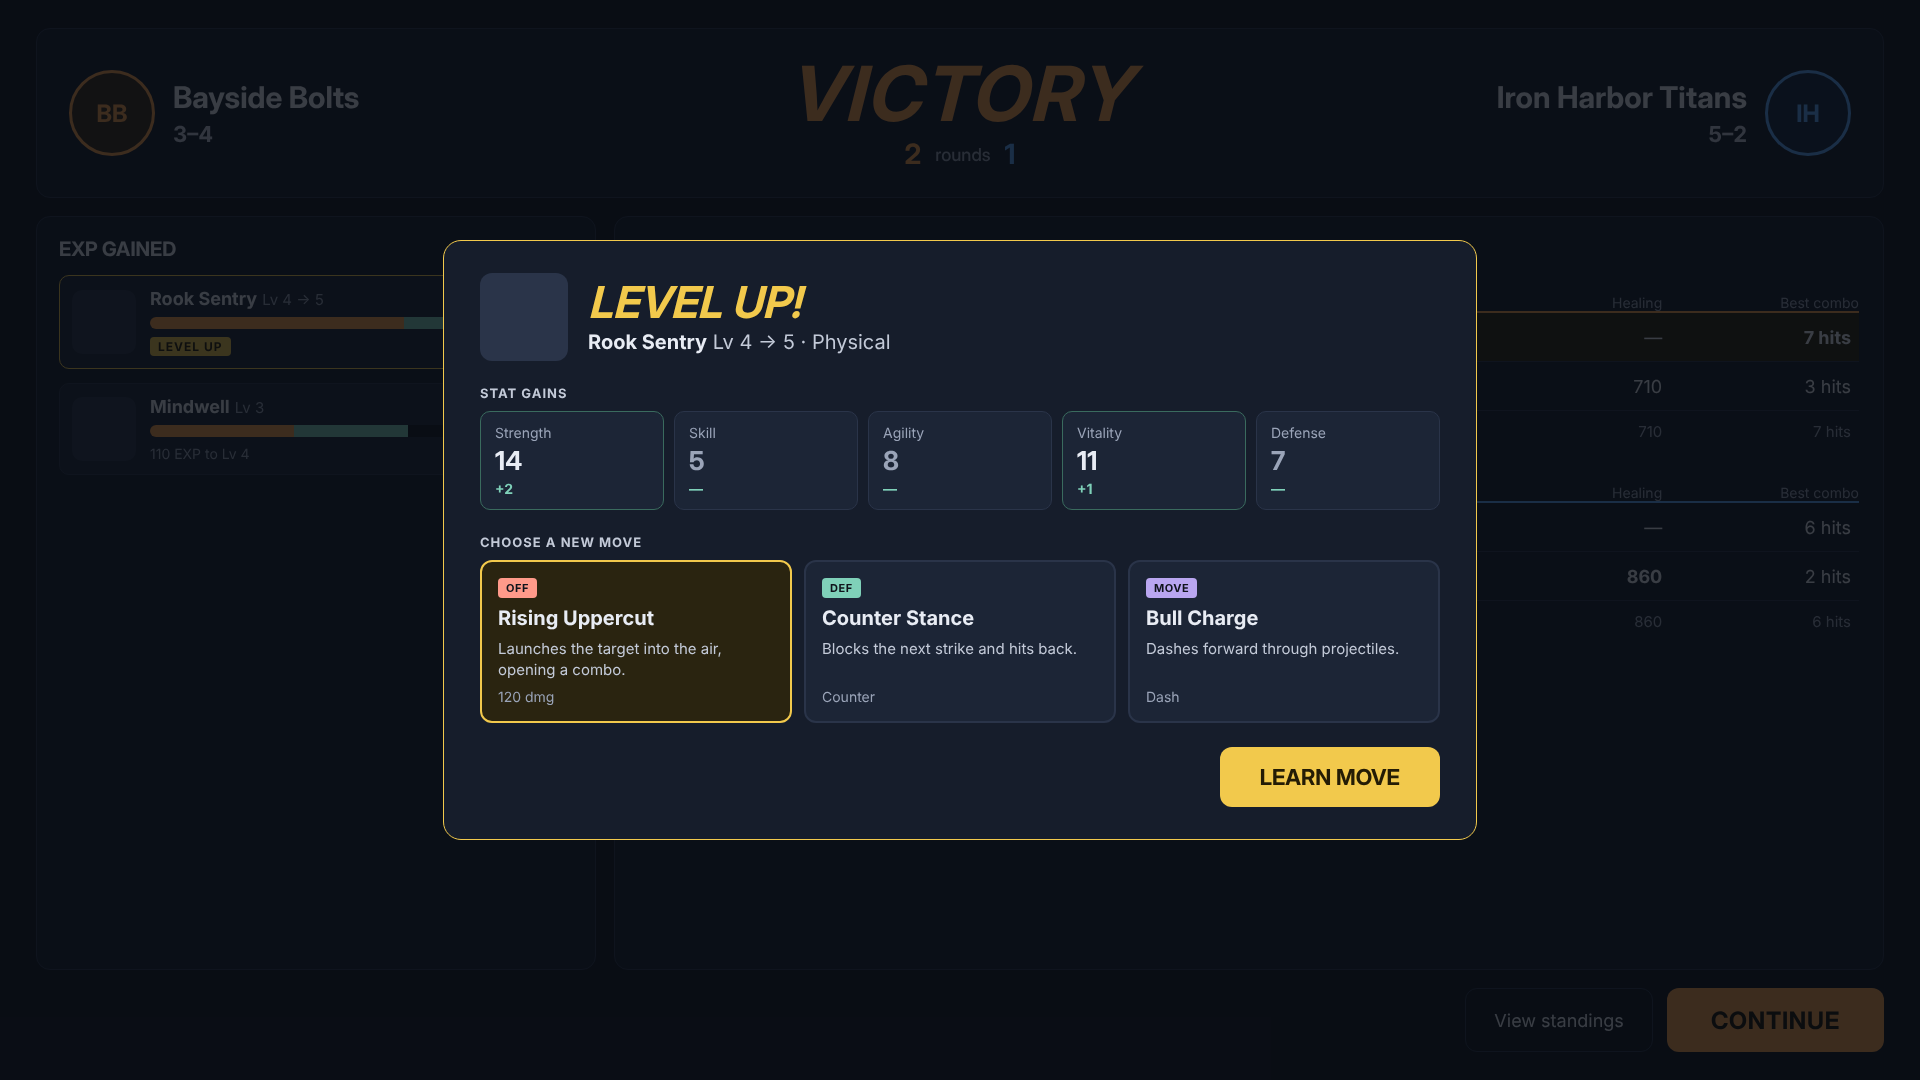 BB
Bayside Bolts
3–4
VICTORY
2 rounds 1
Iron Harbor Titans
5–2
IH
EXP GAINED
Rook Sentry Lv 4 → 5
LEVEL UP
Mindwell Lv 3
110 EXP to Lv 4
LEVEL UP!
Rook Sentry Lv 4 → 5 · Physical
STAT GAINS
Strength
14
+2
Skill
5
—
Agility
8
—
Vitality
11
+1
Defense
7
—
CHOOSE A NEW MOVE
OFF
Rising Uppercut
Launches the target into the air,
opening a combo.
120 dmg
DEF
Counter Stance
Blocks the next strike and hits back.
Counter
MOVE
Bull Charge
Dashes forward through projectiles.
Dash
LEARN MOVE
Healing Best combo
— 7 hits
710 3 hits
710 7 hits
Healing Best combo
— 6 hits
860 2 hits
860 6 hits
View standings
CONTINUE